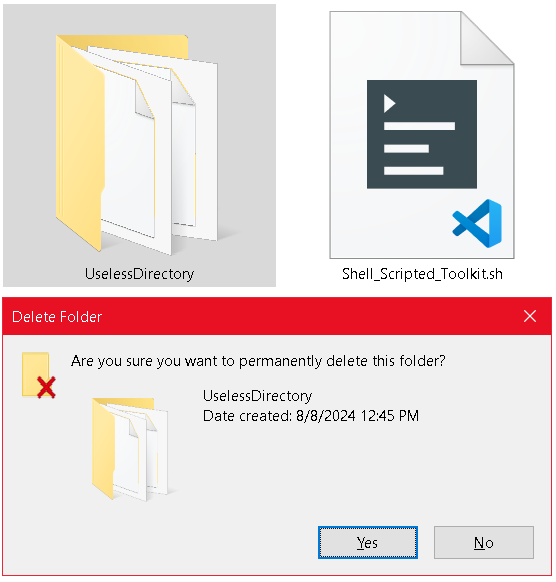 UselessDirectory
Shell_Scripted_Toolkit.sh
Delete Folder
Are you sure you want to permanently delete this folder?
UselessDirectory
Date created: 8/8/2024 12:45 PM
Yes
No